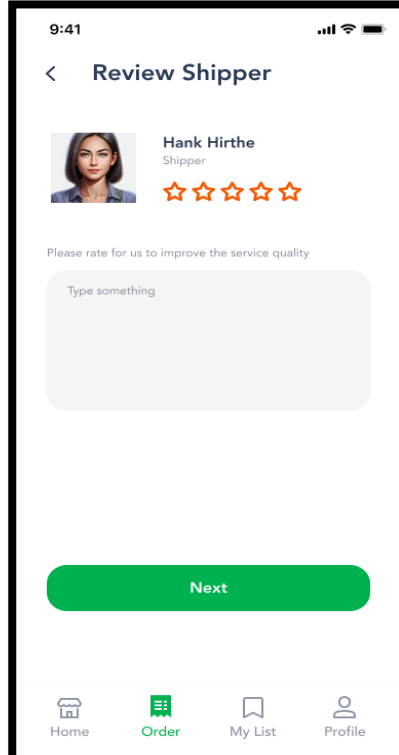 9:41
Review Shipper
Hank Hirthe
Shipper
Please rate for us to improve the service quality
Type something
Next
Home Order My List Profile